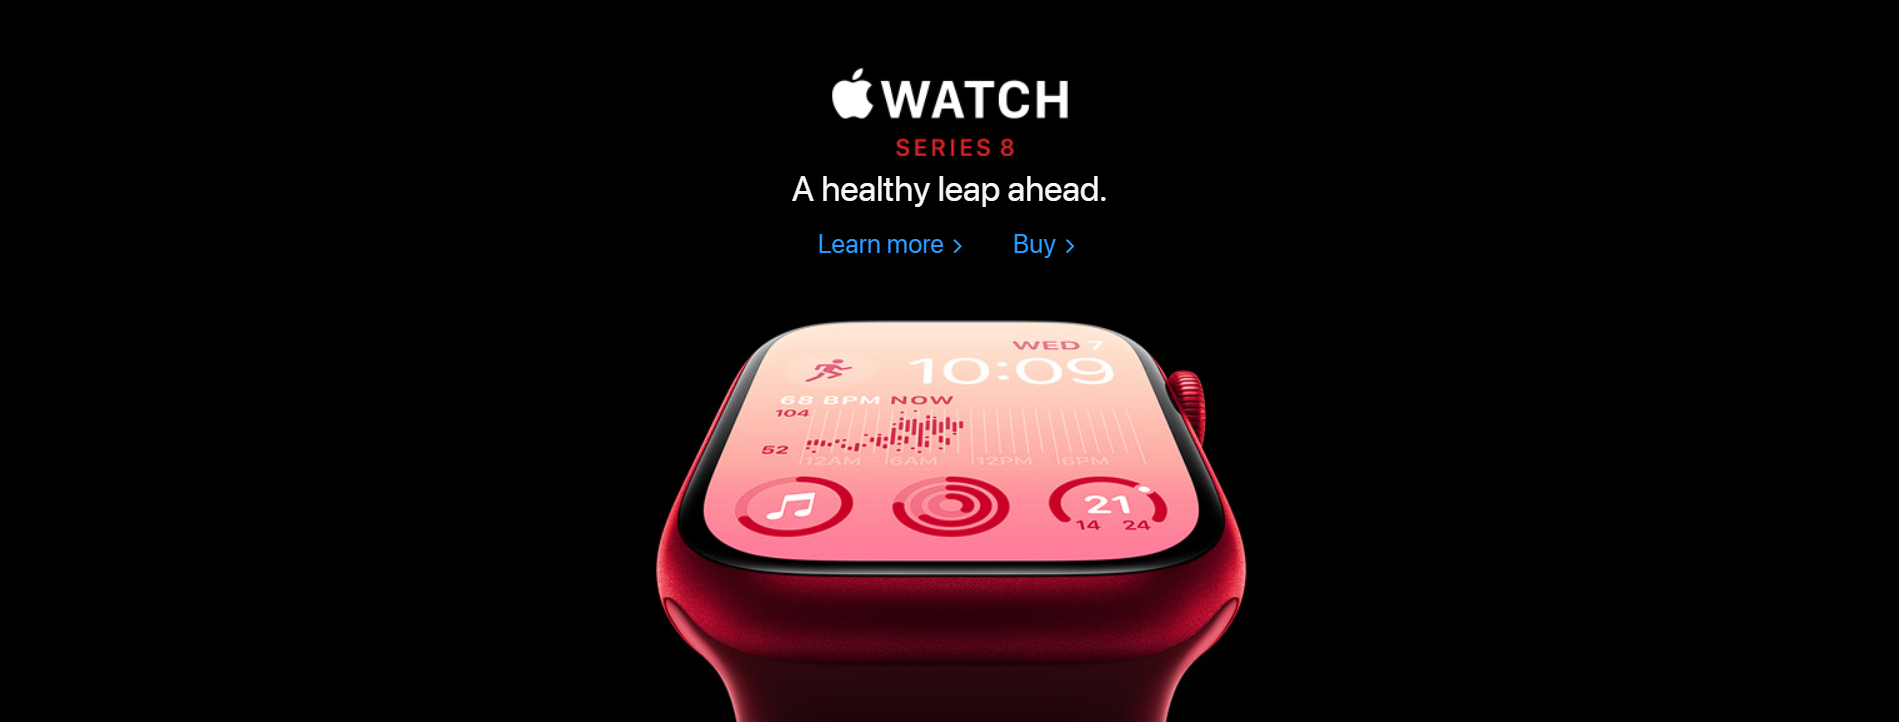 WATCH
SERIES 8
A healthy leap ahead.
Learn more > Buy >
WED 7
10:09
68 BPM NOW
104
52
12AM 6AM 12PM 6PM
21
14 24